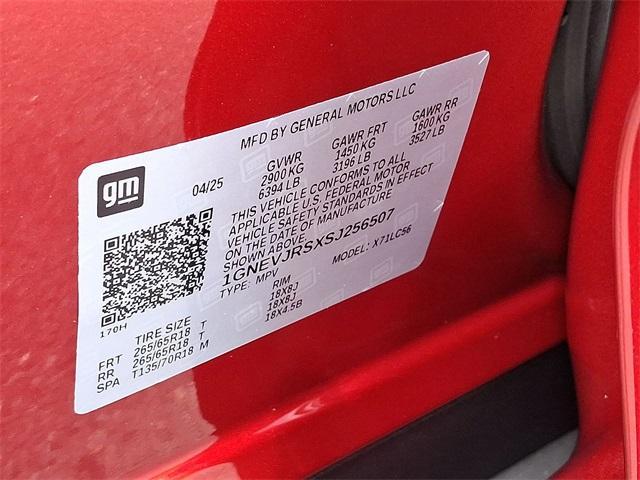 MFD BY GENERAL MOTORS LLC
gm
04/25
GVWR
2900 KG
6394 LB
GAWR FRT
1450 KG
3196 LB
GAWR RR
1600 KG
3527 LB
THIS VEHICLE CONFORMS TO ALL
APPLICABLE U.S. FEDERAL MOTOR
VEHICLE SAFETY STANDARDS IN EFFECT
ON THE DATE OF MANUFACTURE
SHOWN ABOVE.
1GNEVJRSXSJ256507
TYPE: MPV
MODEL: X71LC56
170H
TIRE SIZE
RIM
FRT 265/65R18 T 18X8J
RR 265/65R18 T 18X8J
SPA T135/70R18 M 18X4.5B